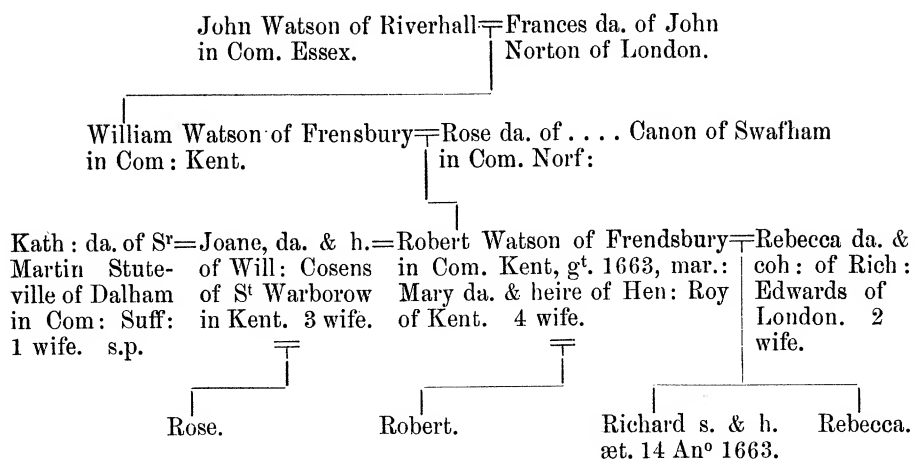 John Watson of Riverhall=Frances da. of John
in Com. Essex. Norton of London.
William Watson of Frensbury=Rose da. of . . . . Canon of Swafham
in Com: Kent. in Com. Norf:
Kath: da. of Sʳ=Joane, da. & h.=Robert Watson of Frendsbury=Rebecca da. &
Martin Stute- of Will: Cosens in Com. Kent, gᵗ. 1663, mar.: coh: of Rich:
ville of Dalham of Sᵗ Warborow Mary da. & heire of Hen: Roy Edwards of
in Com: Suff: in Kent. 3 wife. of Kent. 4 wife. London. 2
1 wife. s.p. wife.
Rose. Robert. Richard s. & h. Rebecca.
æt. 14 Anº 1663.